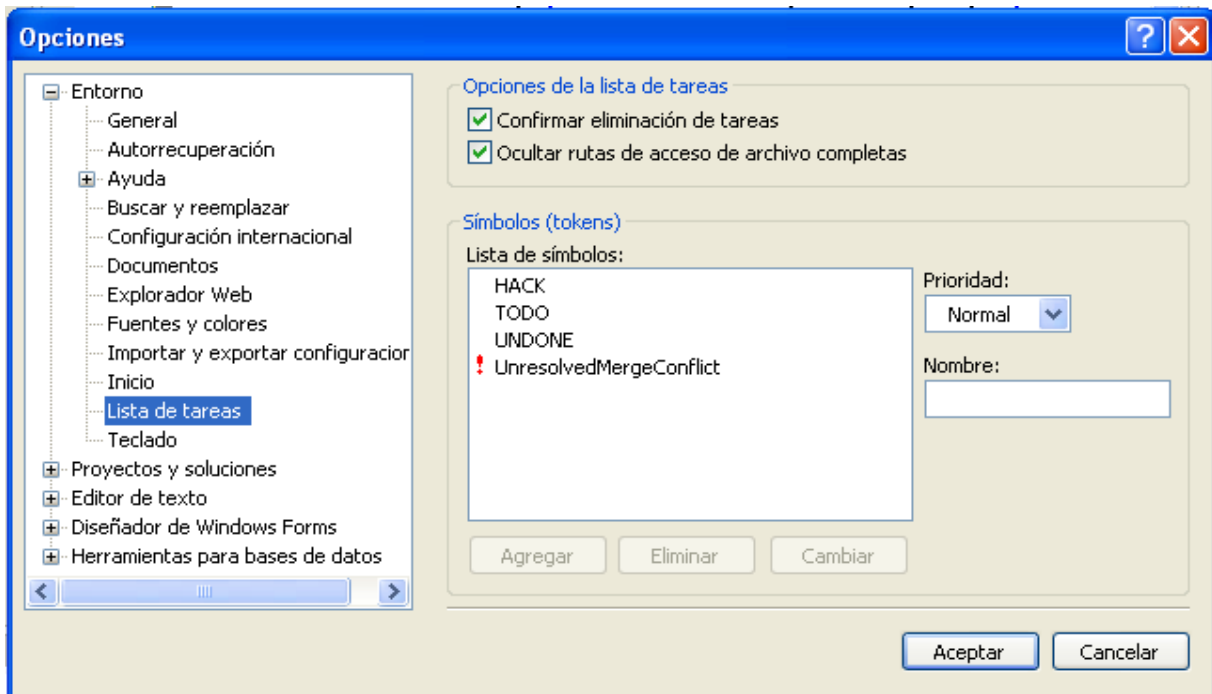 Opciones
Entorno
General
Autorrecuperación
Ayuda
Buscar y reemplazar
Configuración internacional
Documentos
Explorador Web
Fuentes y colores
Importar y exportar configuracior
Inicio
Lista de tareas
Teclado
Proyectos y soluciones
Editor de texto
Diseñador de Windows Forms
Herramientas para bases de datos
Opciones de la lista de tareas
Confirmar eliminación de tareas
Ocultar rutas de acceso de archivo completas
Símbolos (tokens)
Lista de símbolos:
HACK
TODO
UNDONE
UnresolvedMergeConflict
Prioridad:
Normal
Nombre:
Agregar Eliminar Cambiar
Aceptar Cancelar